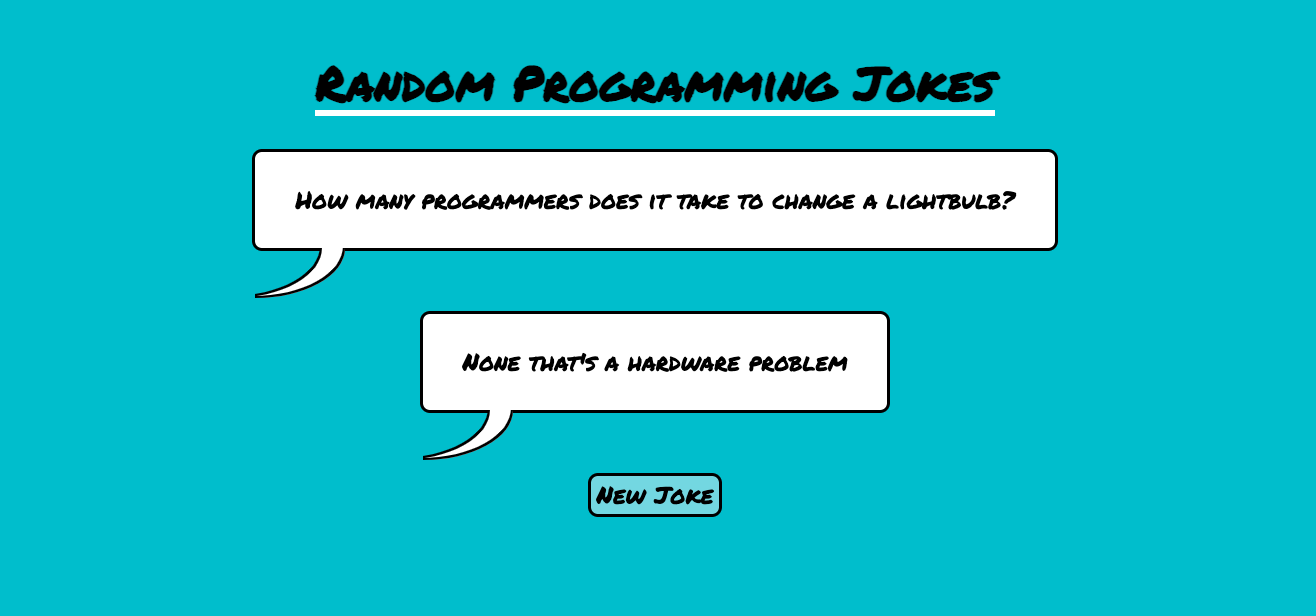 Random Programming Jokes
How many programmers does it take to change a lightbulb?
None that's a hardware problem
New Joke